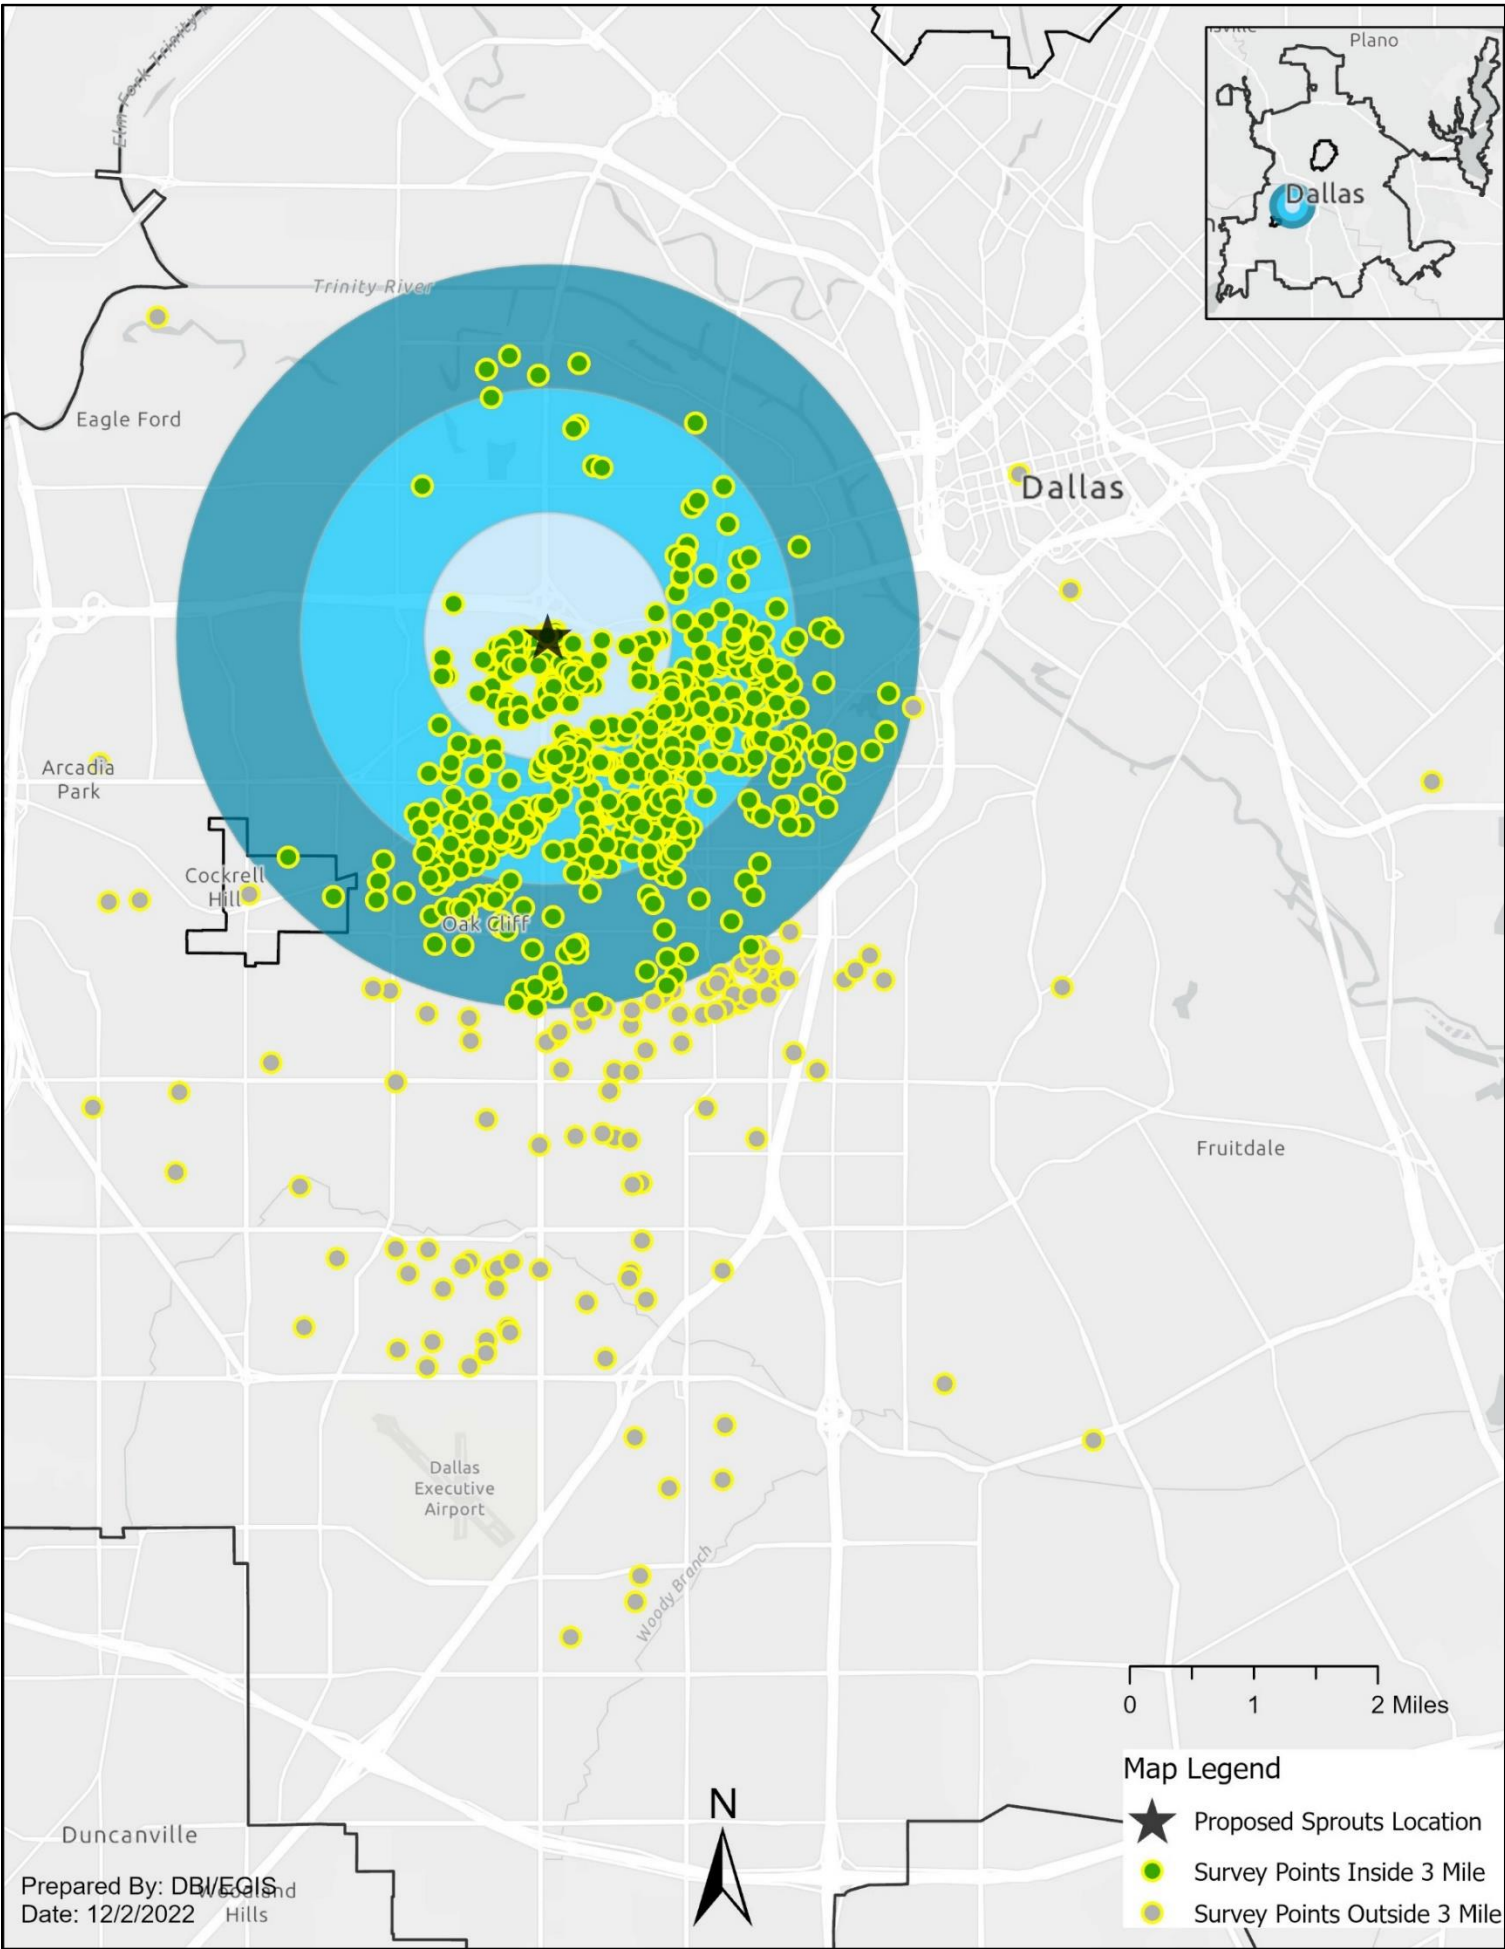 Elm Fork Trinity R
Plano
Dallas
Trinity River
Eagle Ford
Dallas
Arcadia
Park
Cockrell
Hill
Oak Cliff
Fruitdale
Dallas
Executive
Airport
Woody Branch
0 1 2 Miles
Map Legend
Proposed Sprouts Location
Survey Points Inside 3 Mile
Survey Points Outside 3 Mile
N
Duncanville
Prepared By: DBI/EGIS
Woodland
Date: 12/2/2022
Hills